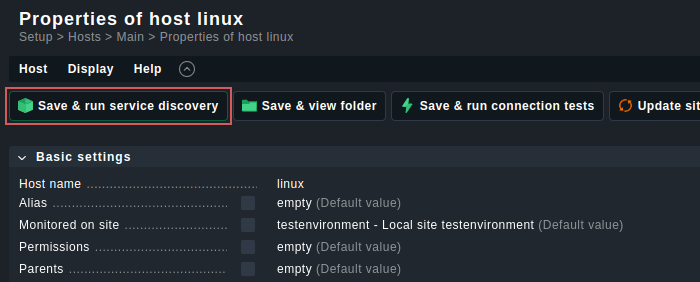 Properties of host linux
Setup > Hosts > Main > Properties of host linux
Host Display Help
Save & run service discovery Save & view folder Save & run connection tests Update sit
Basic settings
Host name linux
Alias empty (Default value)
Monitored on site testenvironment - Local site testenvironment (Default value)
Permissions empty (Default value)
Parents empty (Default value)